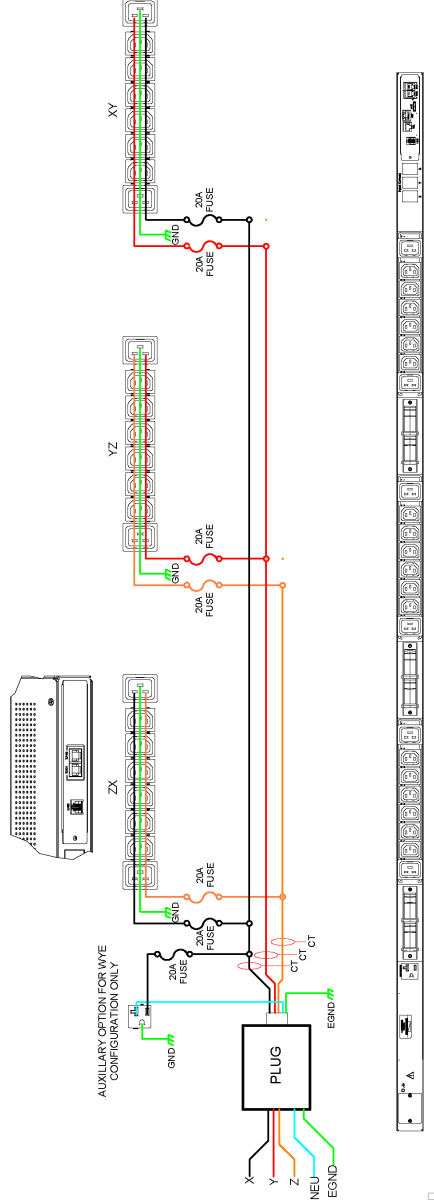 XY
20A
FUSE
GND
20A
FUSE
YZ
20A
FUSE
GND
20A
FUSE
ZX
20A
FUSE
GND
20A
FUSE
AUXILLARY OPTION FOR WYE
CONFIGURATION ONLY
20A
FUSE
GND
CT
CT
CT
EGND
PLUG
X
Y
Z
NEU
EGND